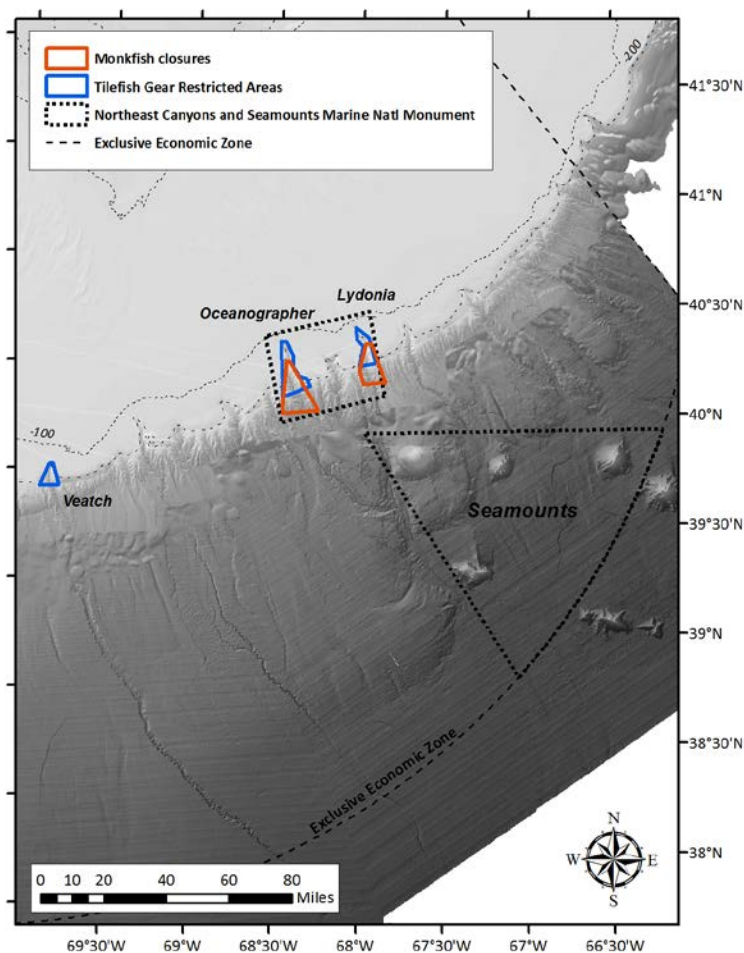 Monkfish closures
Tilefish Gear Restricted Areas
Northeast Canyons and Seamounts Marine Natl Monument
Exclusive Economic Zone
-200
41°30'N
41°N
Lydonia
40°30'N
Oceanographer
40°N
-100
Veatch
Seamounts
39°30'N
39°N
38°30'N
Exclusive Economic Zone
38°N
N
W E
S
0 10 20 40 60 80
Miles
69°30'W 69°W 68°30'W 68°W 67°30'W 67°W 66°30'W